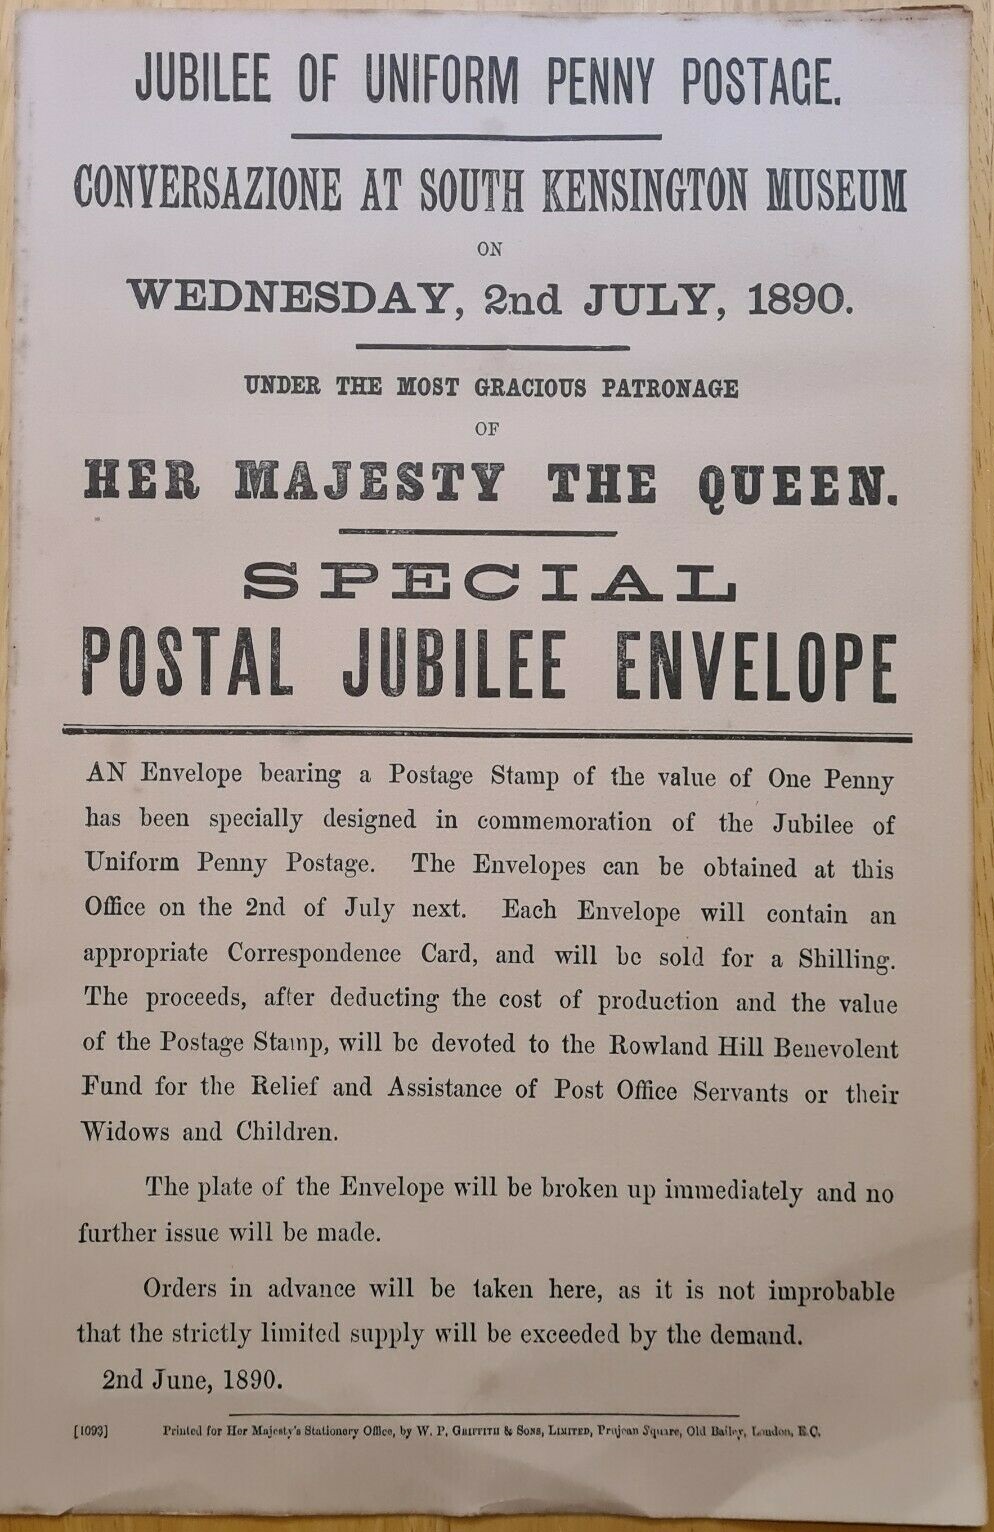 JUBILEE OF UNIFORM PENNY POSTAGE.
CONVERSAZIONE AT SOUTH KENSINGTON MUSEUM
ON
WEDNESDAY, 2nd JULY, 1890.
UNDER THE MOST GRACIOUS PATRONAGE
OF
HER MAJESTY THE QUEEN.
SPECIAL
POSTAL JUBILEE ENVELOPE
AN Envelope bearing a Postage Stamp of the value of One Penny
has been specially designed in commemoration of the Jubilee of
Uniform Penny Postage. The Envelopes can be obtained at this
Office on the 2nd of July next. Each Envelope will contain an
appropriate Correspondence Card, and will be sold for a Shilling.
The proceeds, after deducting the cost of production and the value
of the Postage Stamp, will be devoted to the Rowland Hill Benevolent
Fund for the Relief and Assistance of Post Office Servants or their
Widows and Children.
The plate of the Envelope will be broken up immediately and no
further issue will be made.
Orders in advance will be taken here, as it is not improbable
that the strictly limited supply will be exceeded by the demand.
2nd June, 1890.
[1093] Printed for Her Majesty's Stationery Office, by W. P. GRIFFITH & SONS, LIMITED, Prujean Square, Old Bailey, London, E.C.